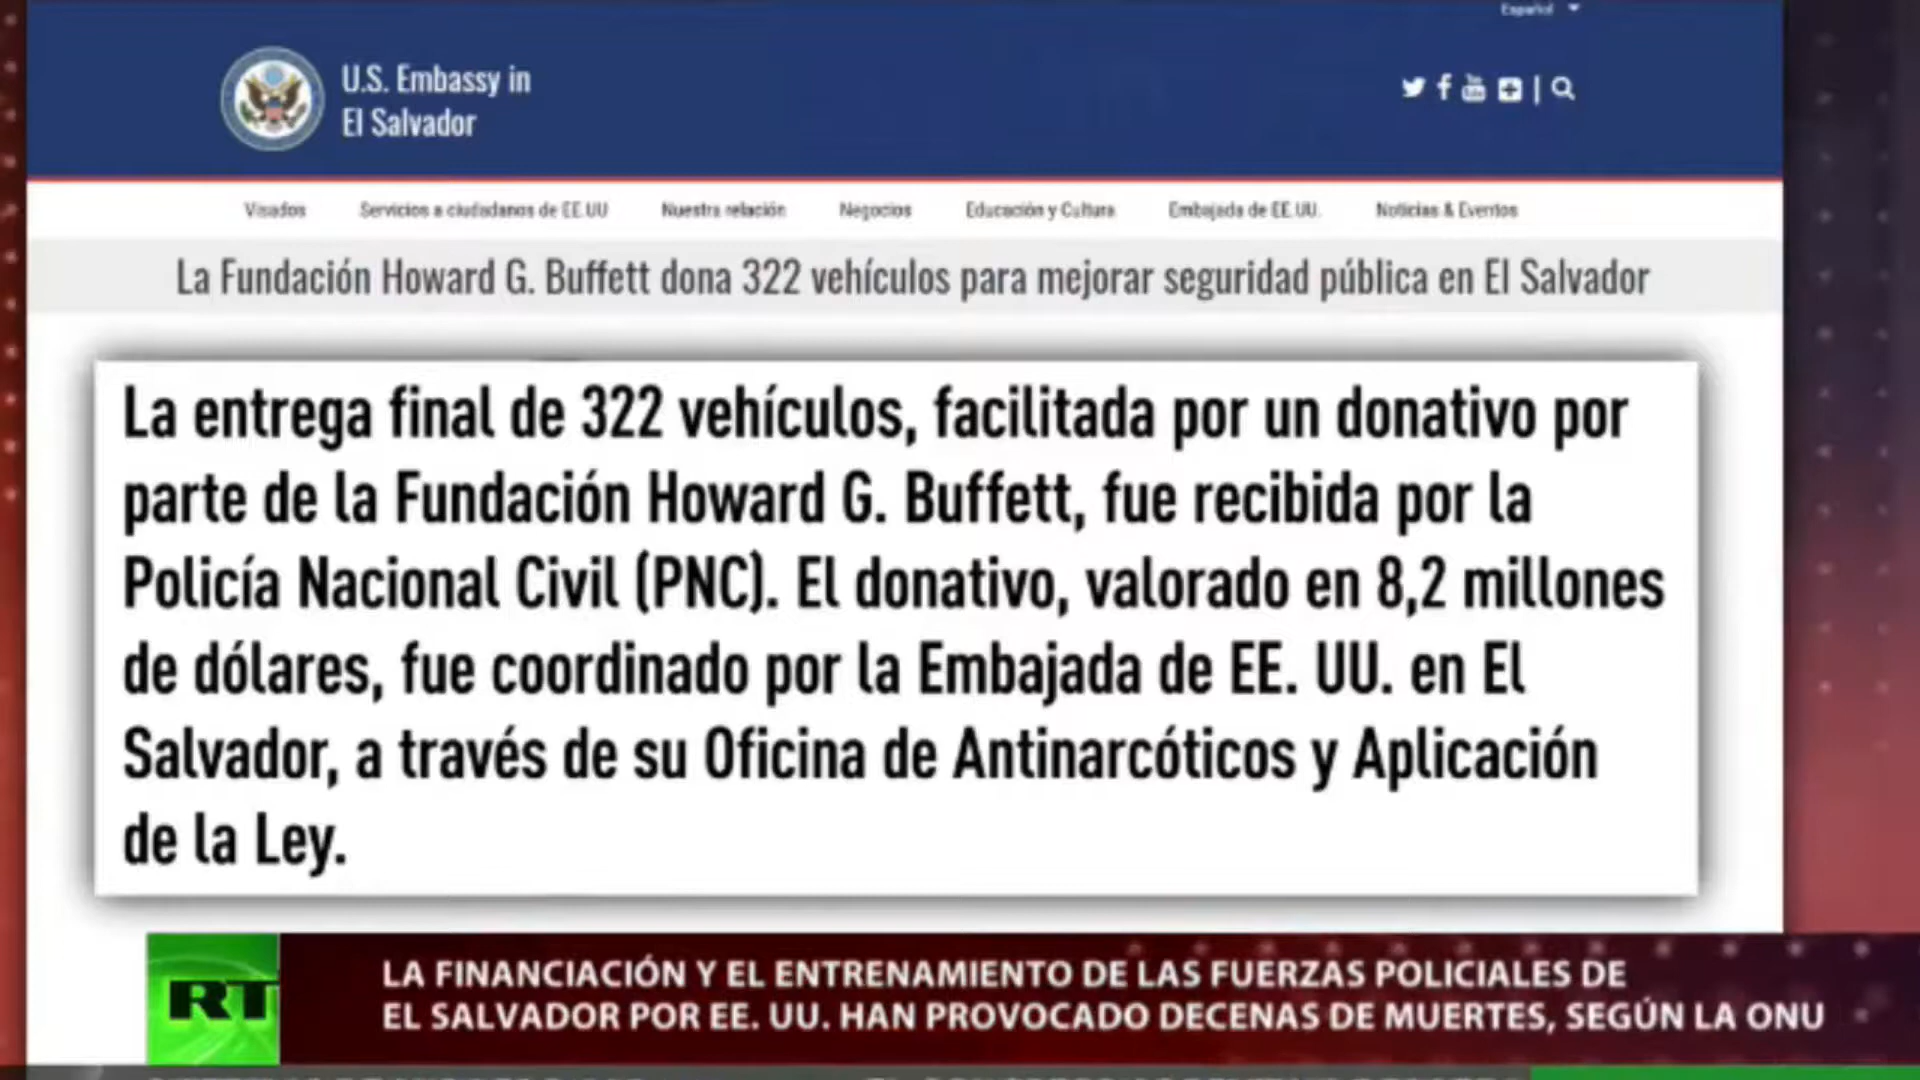 Español
U.S. Embassy in
El Salvador
Visados Servicios a ciudadanos de EE.UU Nuestra relación Negocios Educación y Cultura Embajada de EE.UU. Noticias & Eventos
La Fundación Howard G. Buffett dona 322 vehículos para mejorar seguridad pública en El Salvador
La entrega final de 322 vehículos, facilitada por un donativo por
parte de la Fundación Howard G. Buffett, fue recibida por la
Policía Nacional Civil (PNC). El donativo, valorado en 8,2 millones
de dólares, fue coordinado por la Embajada de EE. UU. en El
Salvador, a través de su Oficina de Antinarcóticos y Aplicación
de la Ley.
RT
LA FINANCIACIÓN Y EL ENTRENAMIENTO DE LAS FUERZAS POLICIALES DE
EL SALVADOR POR EE. UU. HAN PROVOCADO DECENAS DE MUERTES, SEGÚN LA ONU